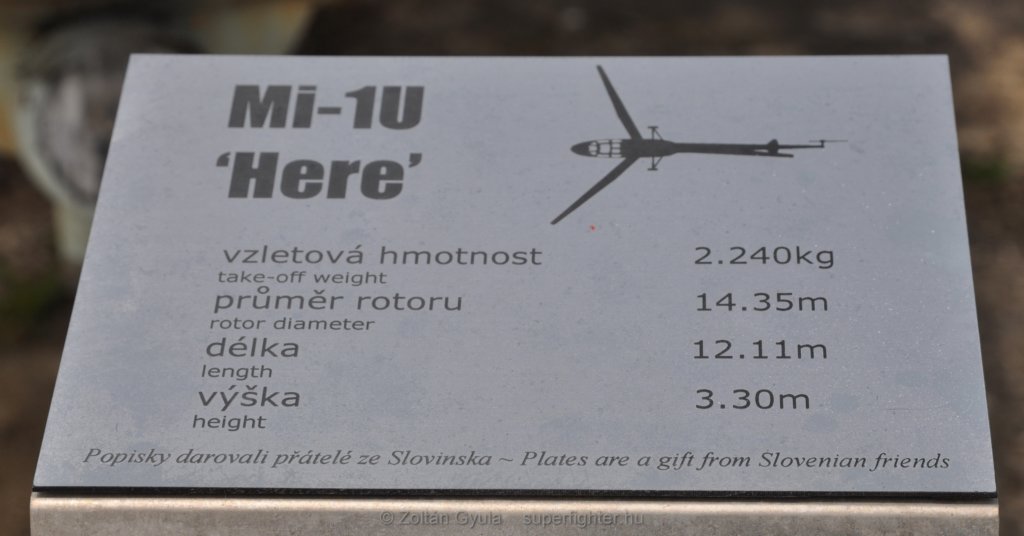 Mi-1U
‘Here’
vzletová hmotnost 2.240kg
take-off weight
průměr rotoru 14.35m
rotor diameter
délka 12.11m
length
výška 3.30m
height
Popisky darovali přátelé ze Slovinska ~ Plates are a gift from Slovenian friends
© Zoltán Gyula superfighter.hu